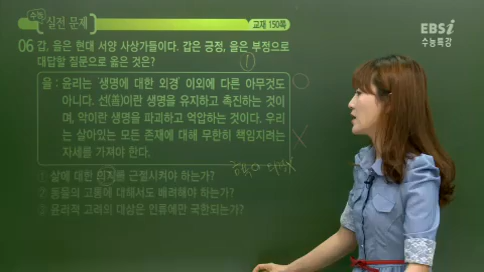 수능 실전 문제
교재 150쪽
EBSi
수능특강
06 갑, 을은 현대 서양 사상가들이다. 갑은 긍정, 을은 부정으로
대답할 질문으로 옳은 것은?
①
을 : 윤리는 '생명에 대한 외경' 이외에 다른 아무것도
아니다. 선(善)이란 생명을 유지하고 촉진하는 것이
며, 악이란 생명을 파괴하고 억압하는 것이다. 우리
는 살아있는 모든 존재에 대해 무한히 책임지려는
자세를 가져야 한다.
① 삶에 대한 의지를 근절시켜야 하는가?
② 동물의 고통에 대해서도 배려해야 하는가?
③ 윤리적 고려의 대상은 인류에만 국한되는가?